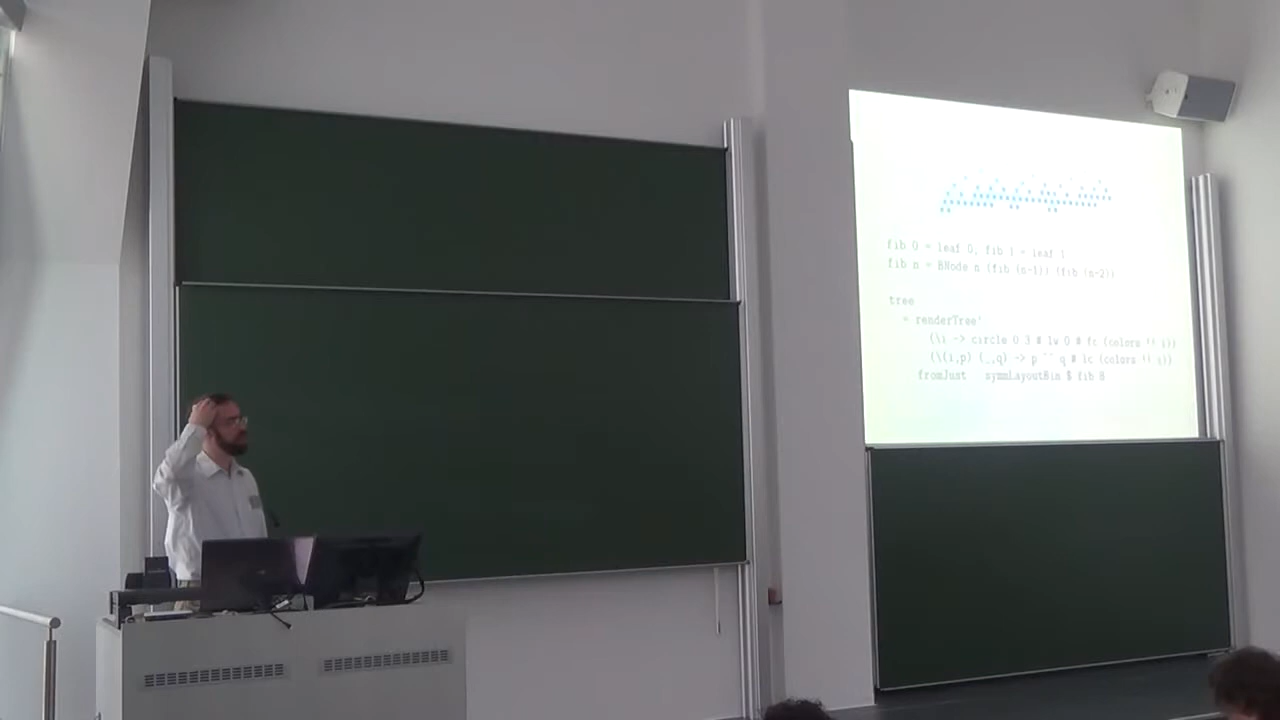 fib 0 = leaf 0; fib 1 = leaf 1
fib n = BNode n (fib (n-1)) (fib (n-2))
tree
= renderTree'
(\i -> circle 0.3 # lw 0 # fc (colors !! i))
(\(i,p) (_,q) -> p ~~ q # lc (colors !! i))
fromJust symmLayoutBin $ fib 8